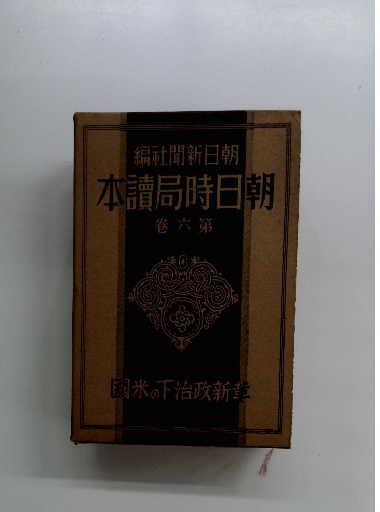 朝日新聞社編
朝日時局讀本
第六卷
革新政治下の米國